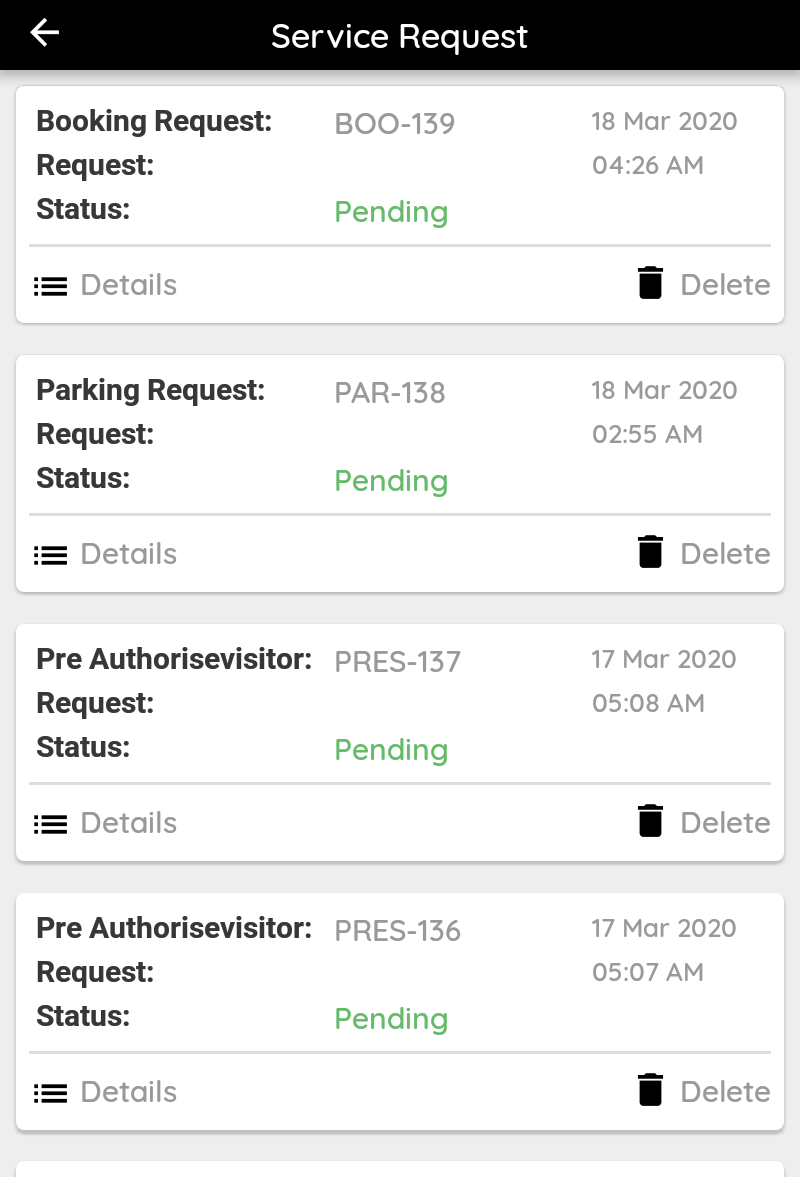 Service Request
Booking Request: BOO-139 18 Mar 2020
Request: 04:26 AM
Status: Pending
Details Delete
Parking Request: PAR-138 18 Mar 2020
Request: 02:55 AM
Status: Pending
Details Delete
Pre Authorisevisitor: PRES-137 17 Mar 2020
Request: 05:08 AM
Status: Pending
Details Delete
Pre Authorisevisitor: PRES-136 17 Mar 2020
Request: 05:07 AM
Status: Pending
Details Delete